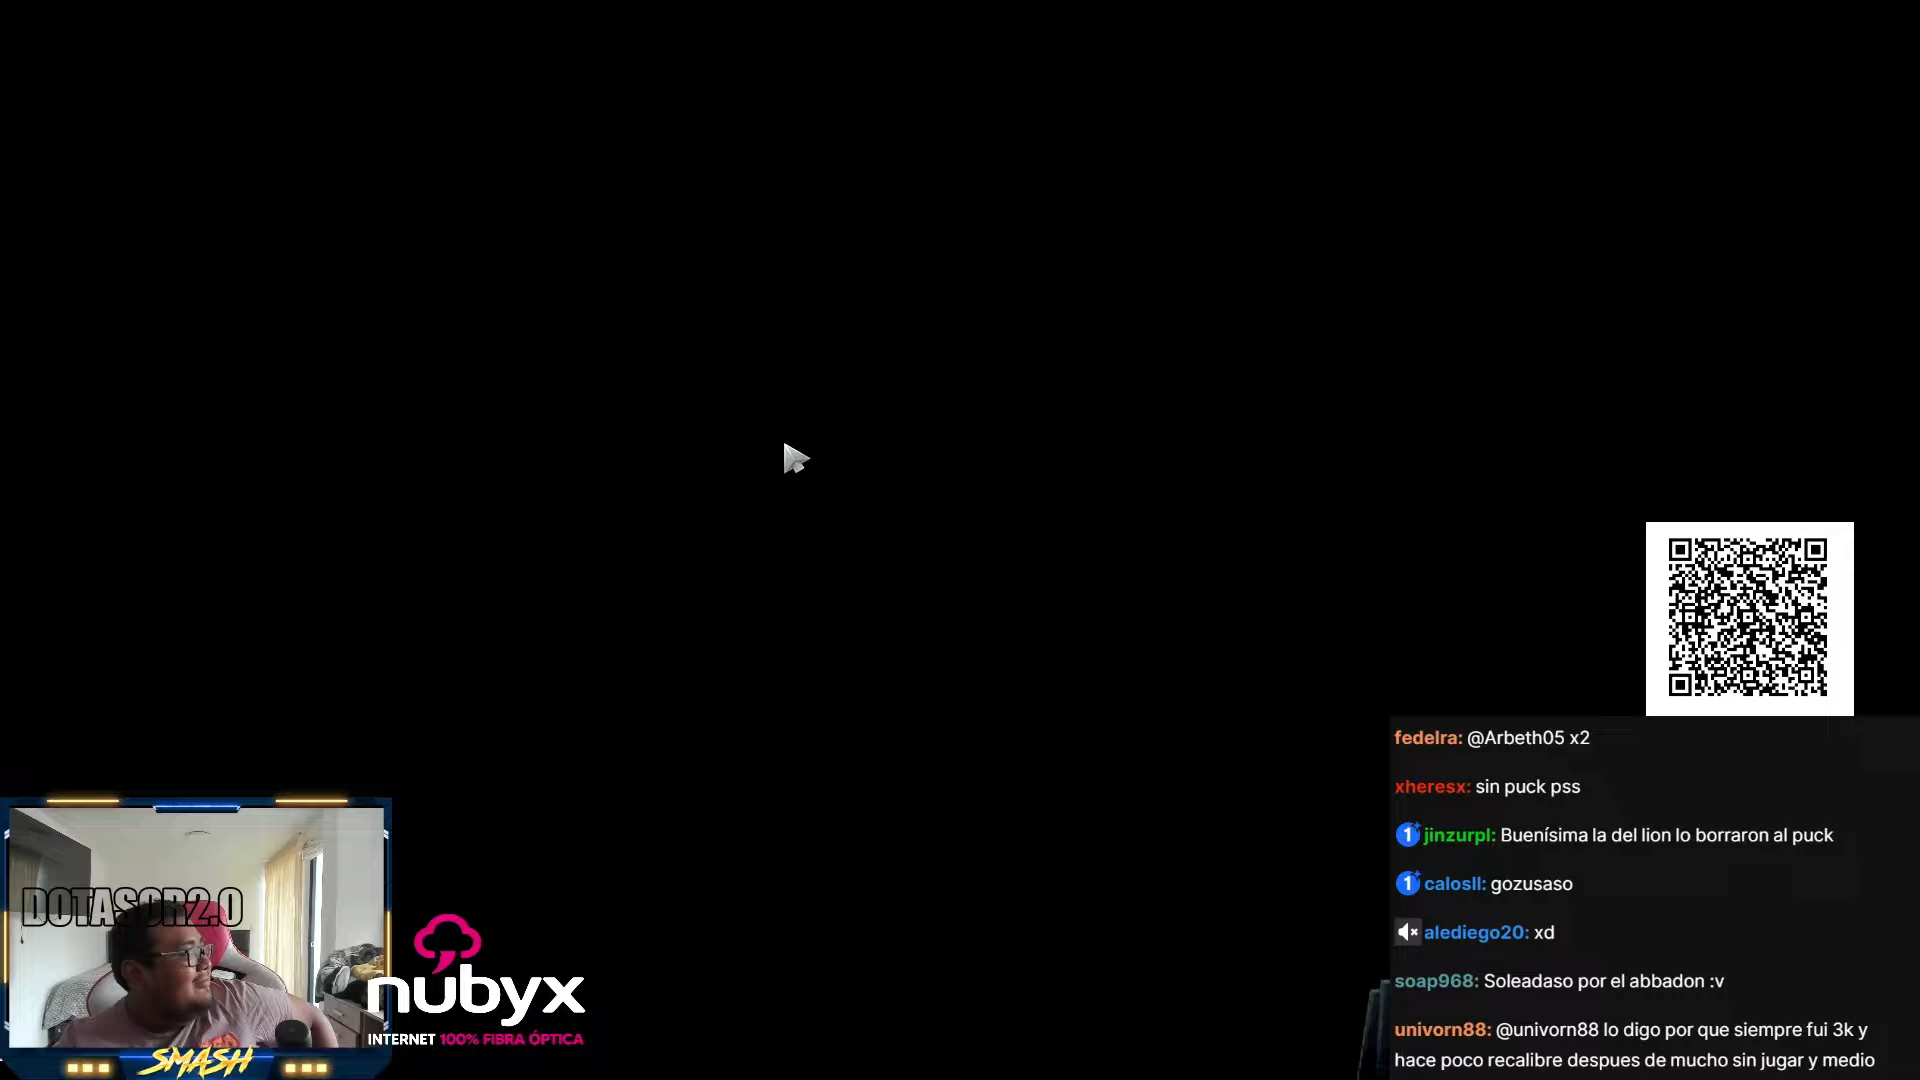 fedelra: @Arbeth05 x2
xheresx: sin puck pss
1 jinzurpl: Buenísima la del lion lo borraron al puck
1 calosll: gozusaso
alediego20: xd
soap968: Soleadaso por el abbadon :v
univorn88: @univorn88 lo digo por que siempre fui 3k y
hace poco recalibre despues de mucho sin jugar y medio
DOTASOR2.0
SMASH
nubyx
INTERNET 100% FIBRA ÓPTICA